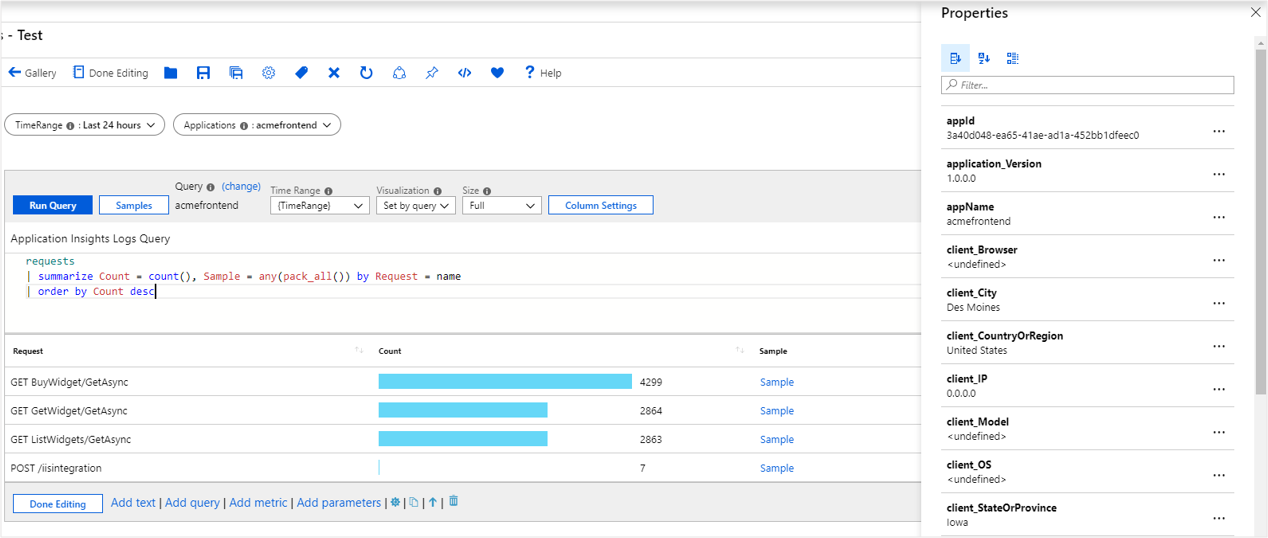 s - Test
Gallery Done Editing Help
TimeRange : Last 24 hours Applications : acmefrontend
Query (change) Time Range Visualization Size
Run Query Samples acmefrontend {TimeRange} Set by query Full Column Settings
Application Insights Logs Query
requests
| summarize Count = count(), Sample = any(pack_all()) by Request = name
| order by Count desc
Request Count Sample
GET BuyWidget/GetAsync 4299 Sample
GET GetWidget/GetAsync 2864 Sample
GET ListWidgets/GetAsync 2863 Sample
POST /iisintegration 7 Sample
Done Editing Add text | Add query | Add metric | Add parameters | | | |
Properties
Filter...
appId
3a40d048-ea65-41ae-ad1a-452bb1dfeec0
application_Version
1.0.0.0
appName
acmefrontend
client_Browser
<undefined>
client_City
Des Moines
client_CountryOrRegion
United States
client_IP
0.0.0.0
client_Model
<undefined>
client_OS
<undefined>
client_StateOrProvince
Iowa